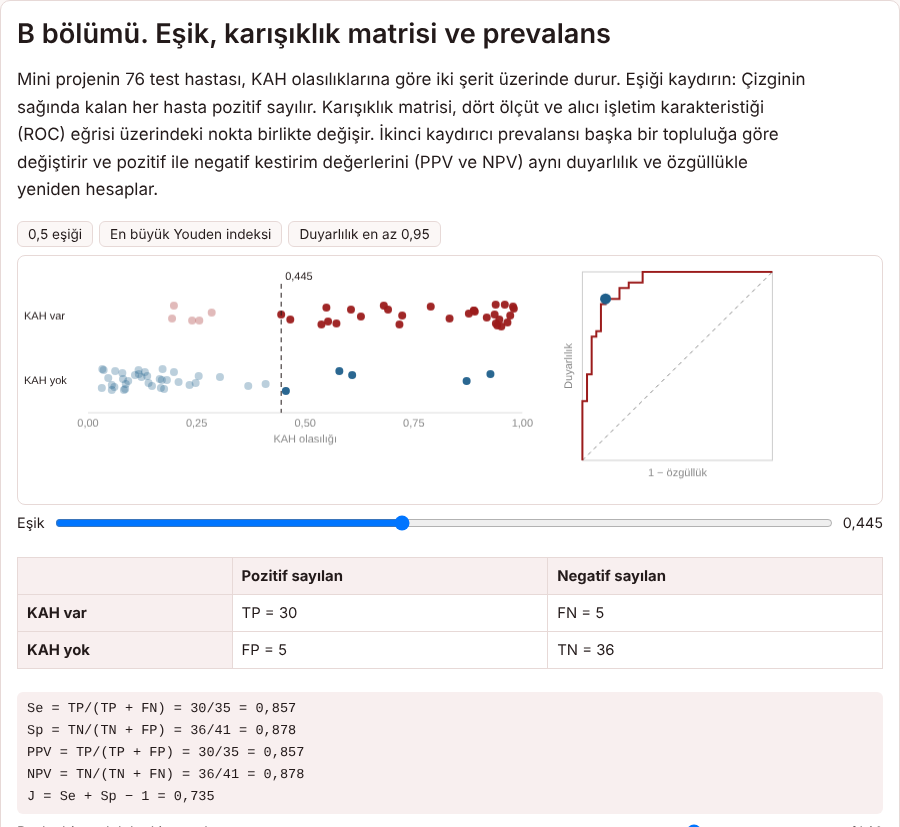 B bölümü. Eşik, karışıklık matrisi ve prevalans
Mini projenin 76 test hastası, KAH olasılıklarına göre iki şerit üzerinde durur. Eşiği kaydırın: Çizginin
sağında kalan her hasta pozitif sayılır. Karışıklık matrisi, dört ölçüt ve alıcı işletim karakteristiği
(ROC) eğrisi üzerindeki nokta birlikte değişir. İkinci kaydırıcı prevalansı başka bir topluluğa göre
değiştirir ve pozitif ile negatif kestirim değerlerini (PPV ve NPV) aynı duyarlılık ve özgüllükle
yeniden hesaplar.
0,5 eşiği En büyük Youden indeksi Duyarlılık en az 0,95
0,445
KAH var
KAH yok
0,00 0,25 0,50 0,75 1,00
KAH olasılığı
Duyarlılık
1 − özgüllük
Eşik 0,445
Pozitif sayılan Negatif sayılan
KAH var TP = 30 FN = 5
KAH yok FP = 5 TN = 36
Se = TP/(TP + FN) = 30/35 = 0,857
Sp = TN/(TN + FP) = 36/41 = 0,878
PPV = TP/(TP + FP) = 30/35 = 0,857
NPV = TN/(TN + FN) = 36/41 = 0,878
J = Se + Sp − 1 = 0,735